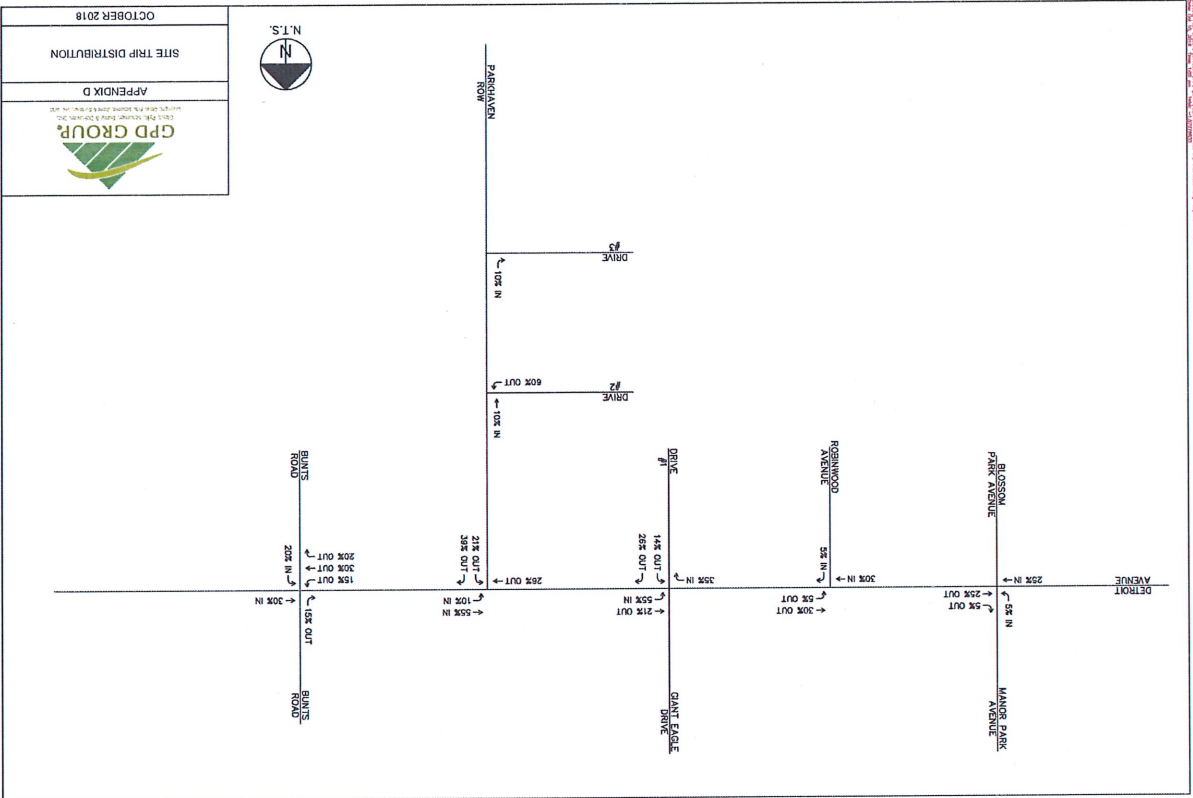 MANOR PARK
AVENUE
GIANT EAGLE
DRIVE
BUNTS
ROAD
5% IN
5% OUT
25% OUT
30% OUT
5% OUT
21% OUT
55% IN
55% IN
10% IN
15% OUT
30% IN
DETROIT
AVENUE
25% IN
30% IN
5% IN
35% IN
14% OUT
26% OUT
26% OUT
21% OUT
39% OUT
15% OUT
30% OUT
20% OUT
20% IN
BLOSSOM
PARK AVENUE
ROBINWOOD
AVENUE
DRIVE
#1
BUNTS
ROAD
10% IN
DRIVE
#2
60% OUT
10% IN
DRIVE
#3
PARKHAVEN
ROW
N
N.T.S.
GPD GROUP®
APPENDIX D
SITE TRIP DISTRIBUTION
OCTOBER 2018